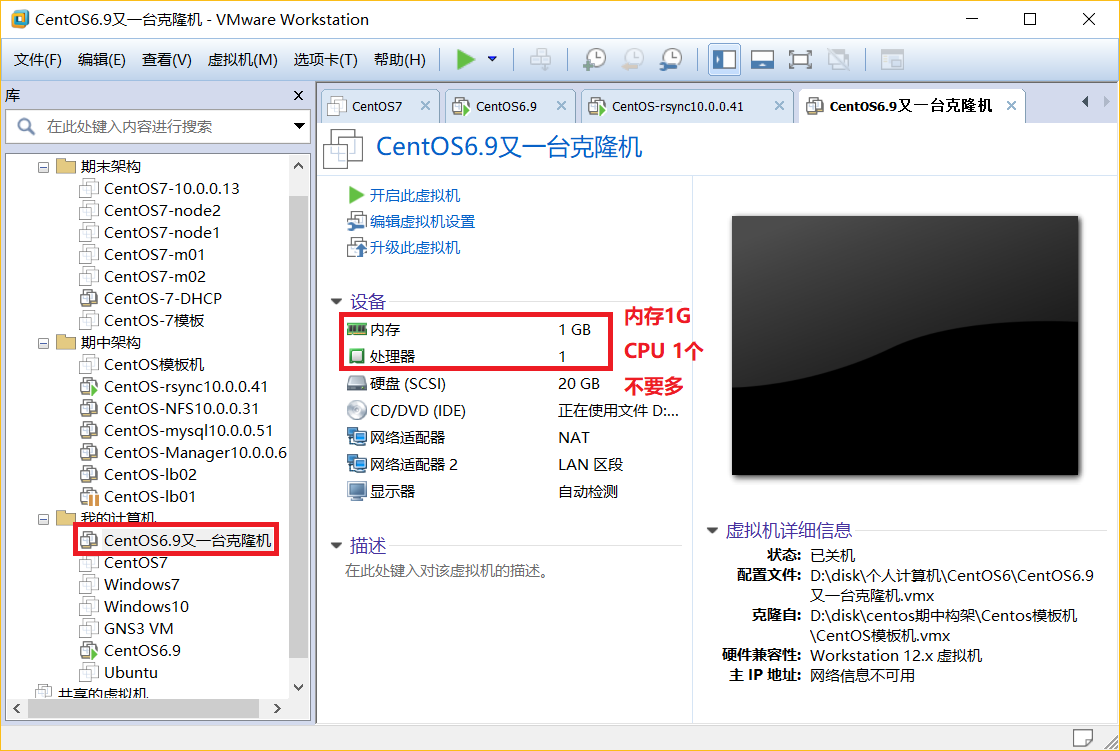 CentOS6.9又一台克隆机 - VMware Workstation
文件(F) 编辑(E) 查看(V) 虚拟机(M) 选项卡(T) 帮助(H)
库
在此处键入内容进行搜索
期末架构
CentOS7-10.0.0.13
CentOS7-node2
CentOS7-node1
CentOS7-m01
CentOS7-m02
CentOS-7-DHCP
CentOS-7模板
期中架构
CentOS模板机
CentOS-rsync10.0.0.41
CentOS-NFS10.0.0.31
CentOS-mysql10.0.0.51
CentOS-Manager10.0.0.6
CentOS-lb02
CentOS-lb01
我的计算机
CentOS6.9又一台克隆机
CentOS7
Windows7
Windows10
GNS3 VM
CentOS6.9
Ubuntu
共享的虚拟机
CentOS7 CentOS6.9 CentOS-rsync10.0.0.41 CentOS6.9又一台克隆机
CentOS6.9又一台克隆机
开启此虚拟机
编辑虚拟机设置
升级此虚拟机
设备
内存 1 GB
处理器 1
硬盘 (SCSI) 20 GB
CD/DVD (IDE) 正在使用文件 D:...
网络适配器 NAT
网络适配器 2 LAN 区段
显示器 自动检测
内存1G
CPU 1个
不要多
描述
在此处键入对该虚拟机的描述。
虚拟机详细信息
状态: 已关机
配置文件: D:\disk\个人计算机\CentOS6\CentOS6.9
又一台克隆机.vmx
克隆自: D:\disk\centos期中构架\Centos模板机
\CentOS模板机.vmx
硬件兼容性: Workstation 12.x 虚拟机
主 IP 地址: 网络信息不可用